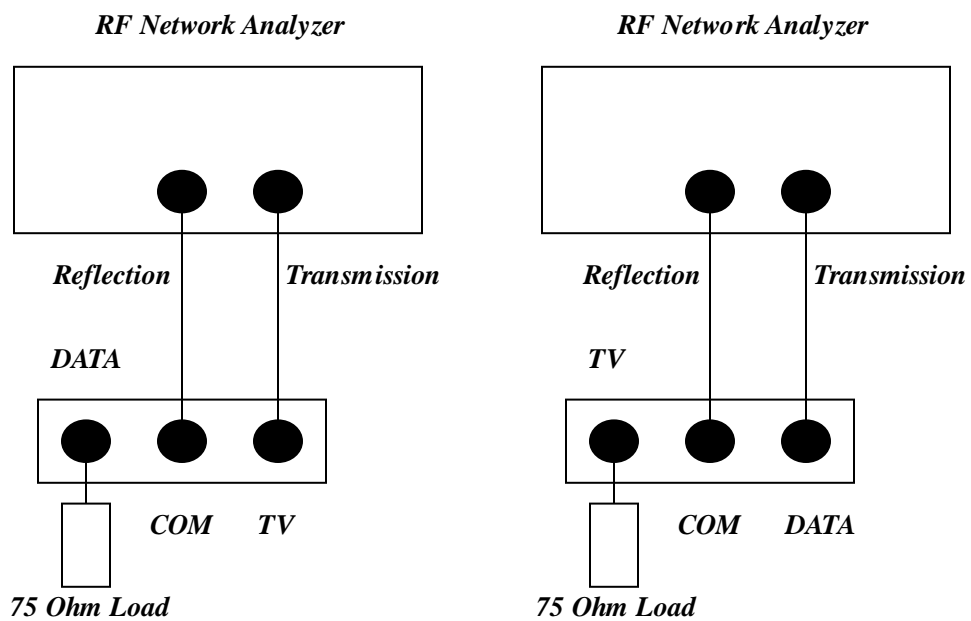 RF Network Analyzer
Reflection
Transmission
DATA
COM
TV
75 Ohm Load
RF Network Analyzer
Reflection
Transmission
TV
COM
DATA
75 Ohm Load